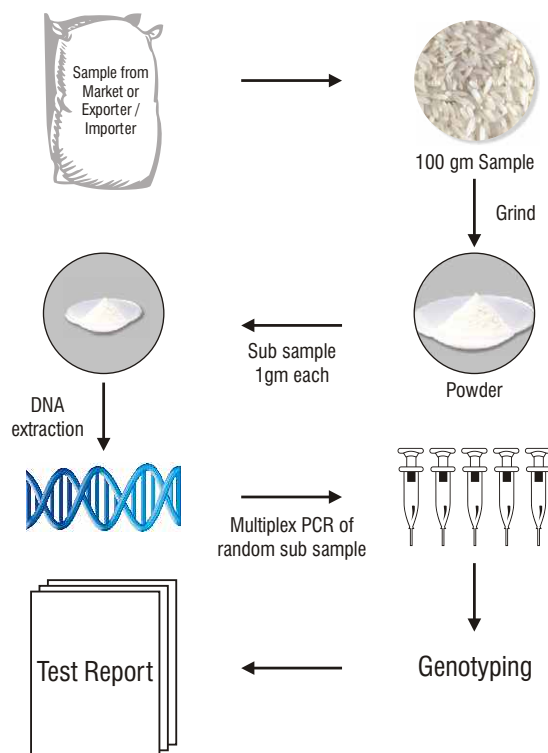 Sample from
Market or
Exporter /
Importer
100 gm Sample
Grind
Powder
Sub sample
1gm each
DNA
extraction
Multiplex PCR of
random sub sample
Genotyping
Test Report